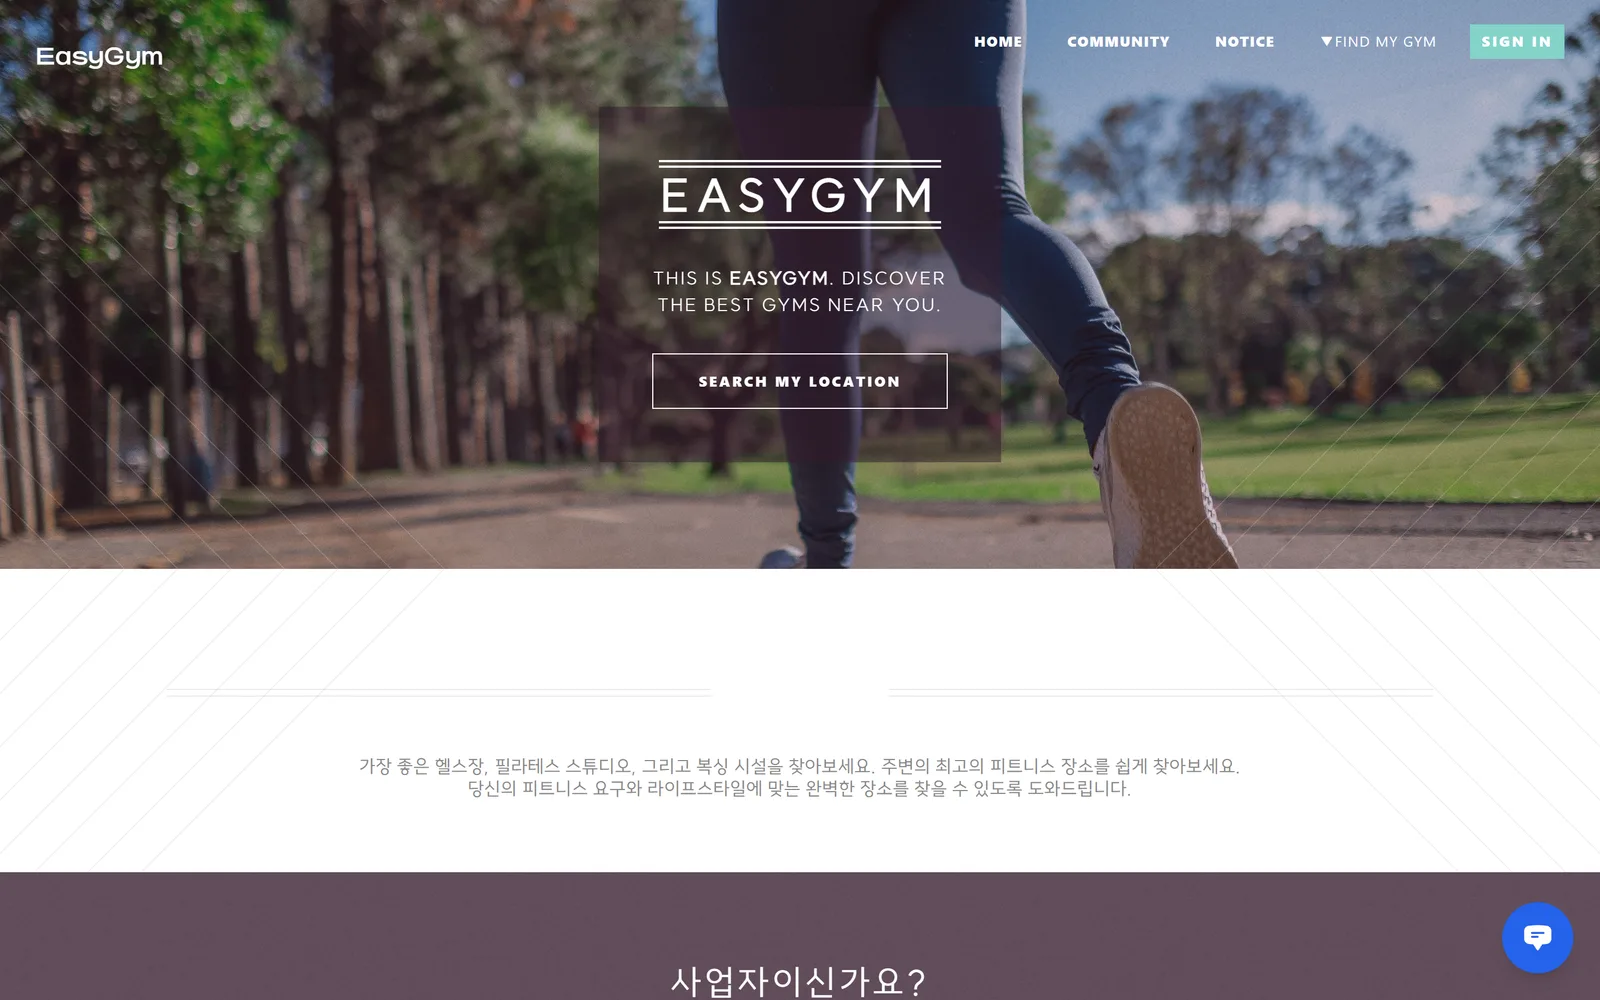 EasyGym
HOME
COMMUNITY
NOTICE
▼FIND MY GYM
SIGN IN
EASYGYM
THIS IS EASYGYM. DISCOVER
THE BEST GYMS NEAR YOU.
SEARCH MY LOCATION
가장 좋은 헬스장, 필라테스 스튜디오, 그리고 복싱 시설을 찾아보세요. 주변의 최고의 피트니스 장소를 쉽게 찾아보세요.
당신의 피트니스 요구와 라이프스타일에 맞는 완벽한 장소를 찾을 수 있도록 도와드립니다.
사업자이신가요?